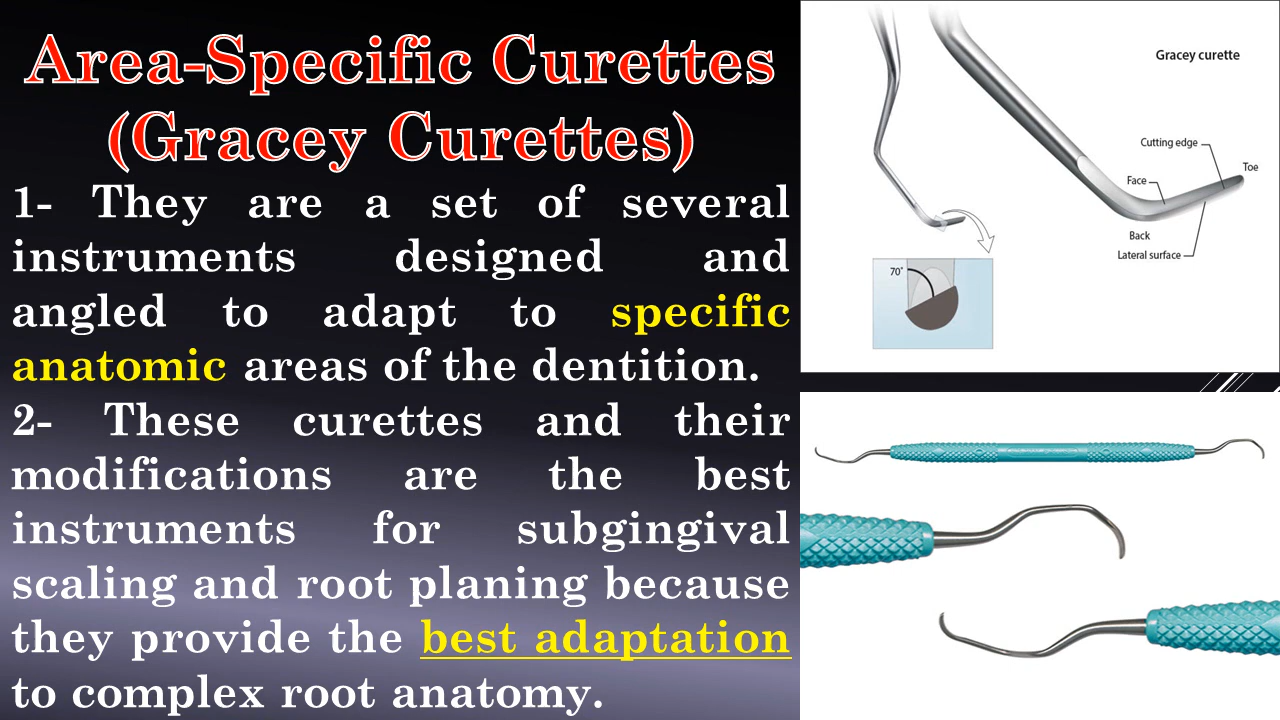 Area-Specific Curettes
(Gracey Curettes)
1- They are a set of several
instruments designed and
angled to adapt to specific
anatomic areas of the dentition.
2- These curettes and their
modifications are the best
instruments for subgingival
scaling and root planing because
they provide the best adaptation
to complex root anatomy.
Gracey curette
Cutting edge
Toe
Face
Back
Lateral surface
70°